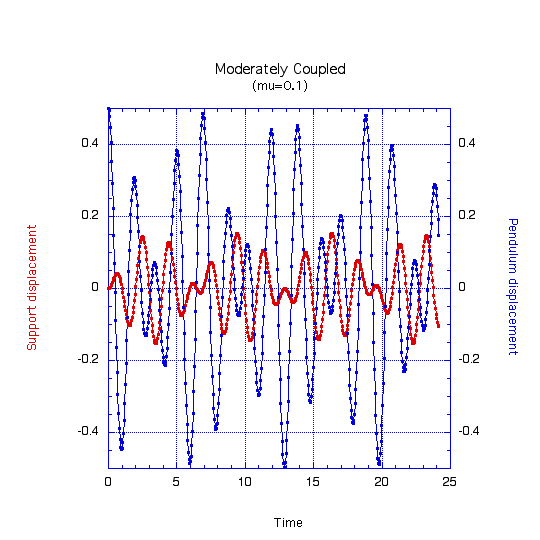 Moderately Coupled
(mu=0.1)
0.4 0.4
0.2 0.2
0 0
-0.2 -0.2
-0.4 -0.4
Support displacement
Pendulum displacement
0 5 10 15 20 25
Time